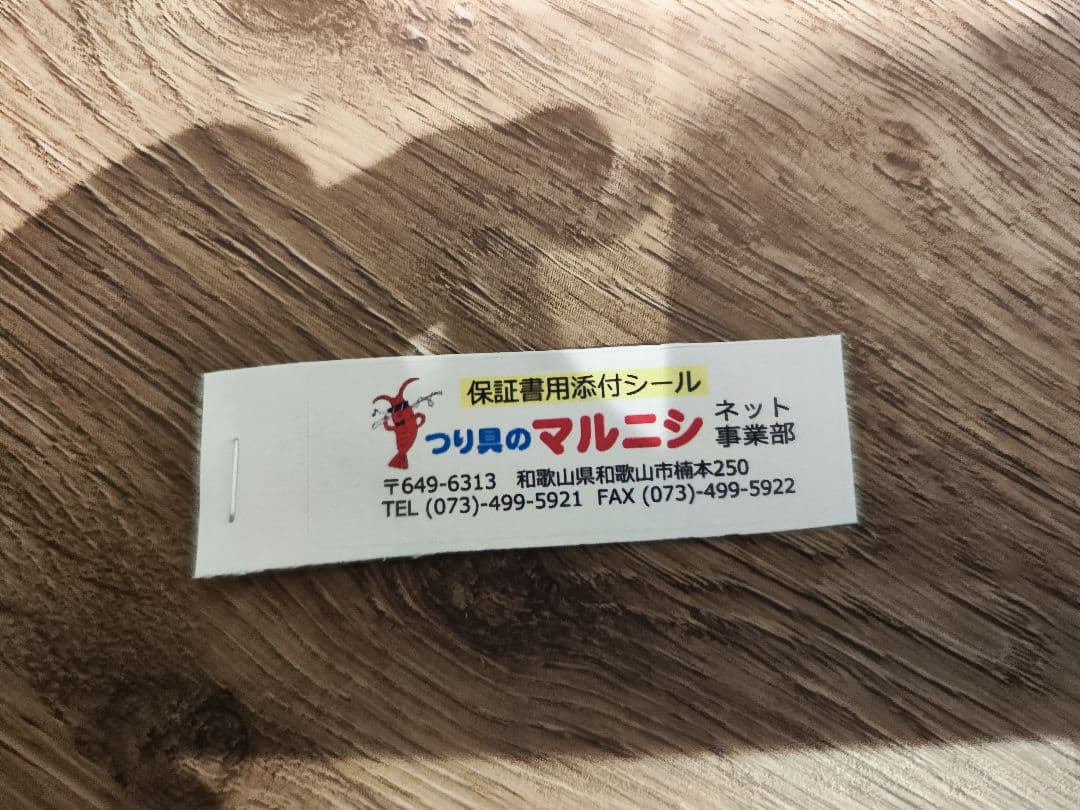 保証書用添付シール
つり具のマルニシ ネット事業部
〒649-6313 和歌山県和歌山市楠本250
TEL (073)-499-5921 FAX (073)-499-5922